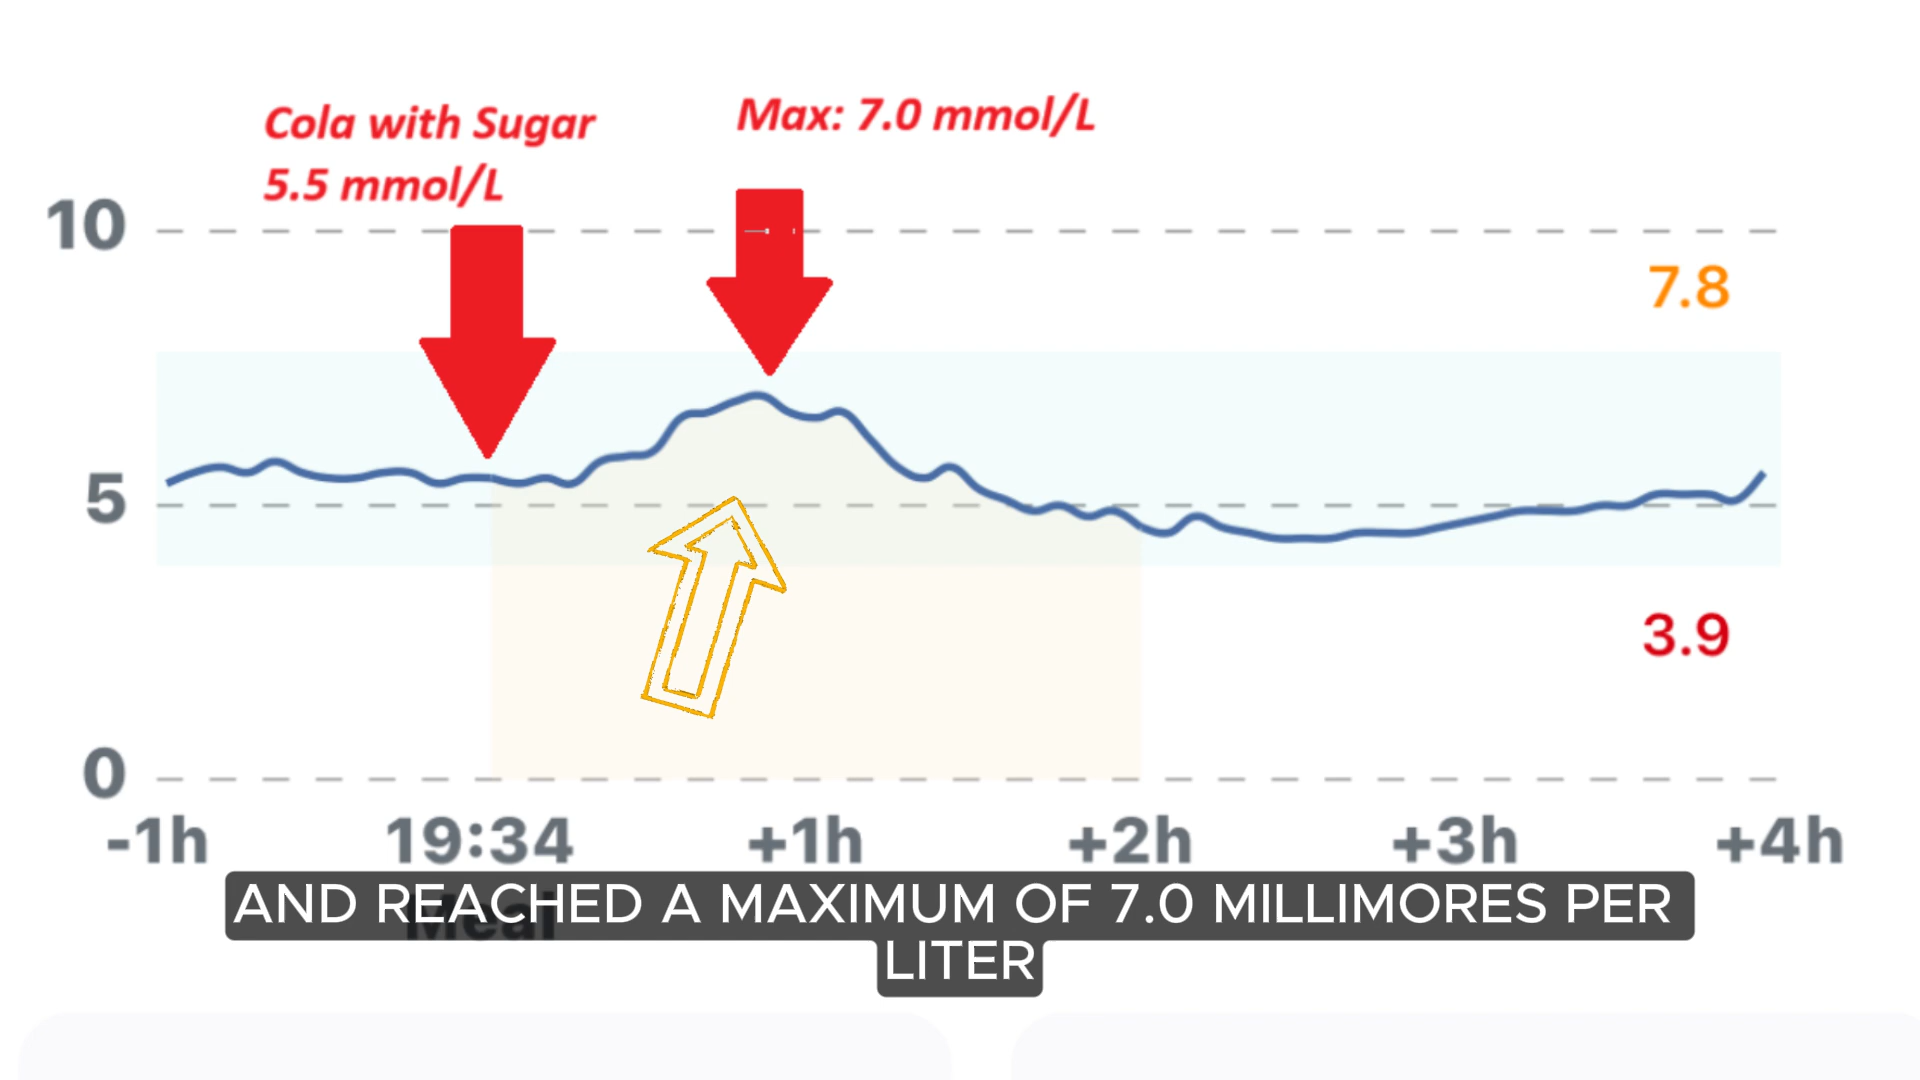 Cola with Sugar
5.5 mmol/L
Max: 7.0 mmol/L
10
7.8
5
3.9
0
-1h 19:34 +1h +2h +3h +4h
Meal
AND REACHED A MAXIMUM OF 7.0 MILLIMORES PER
LITER